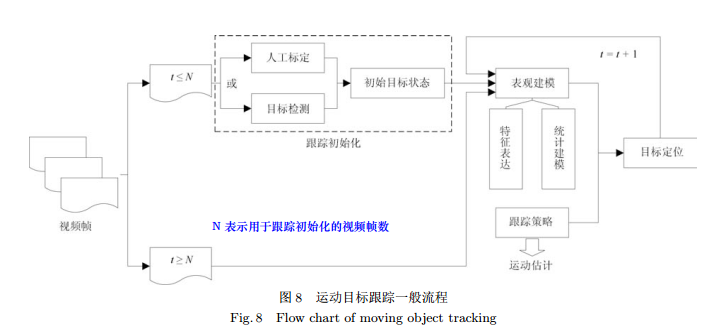 t ≤ N
人工标定
或
目标检测
初始目标状态
跟踪初始化
t = t + 1
表观建模
特征表达
统计建模
目标定位
视频帧
N 表示用于跟踪初始化的视频帧数
跟踪策略
运动估计
t ≥ N
图 8 运动目标跟踪一般流程
Fig. 8 Flow chart of moving object tracking